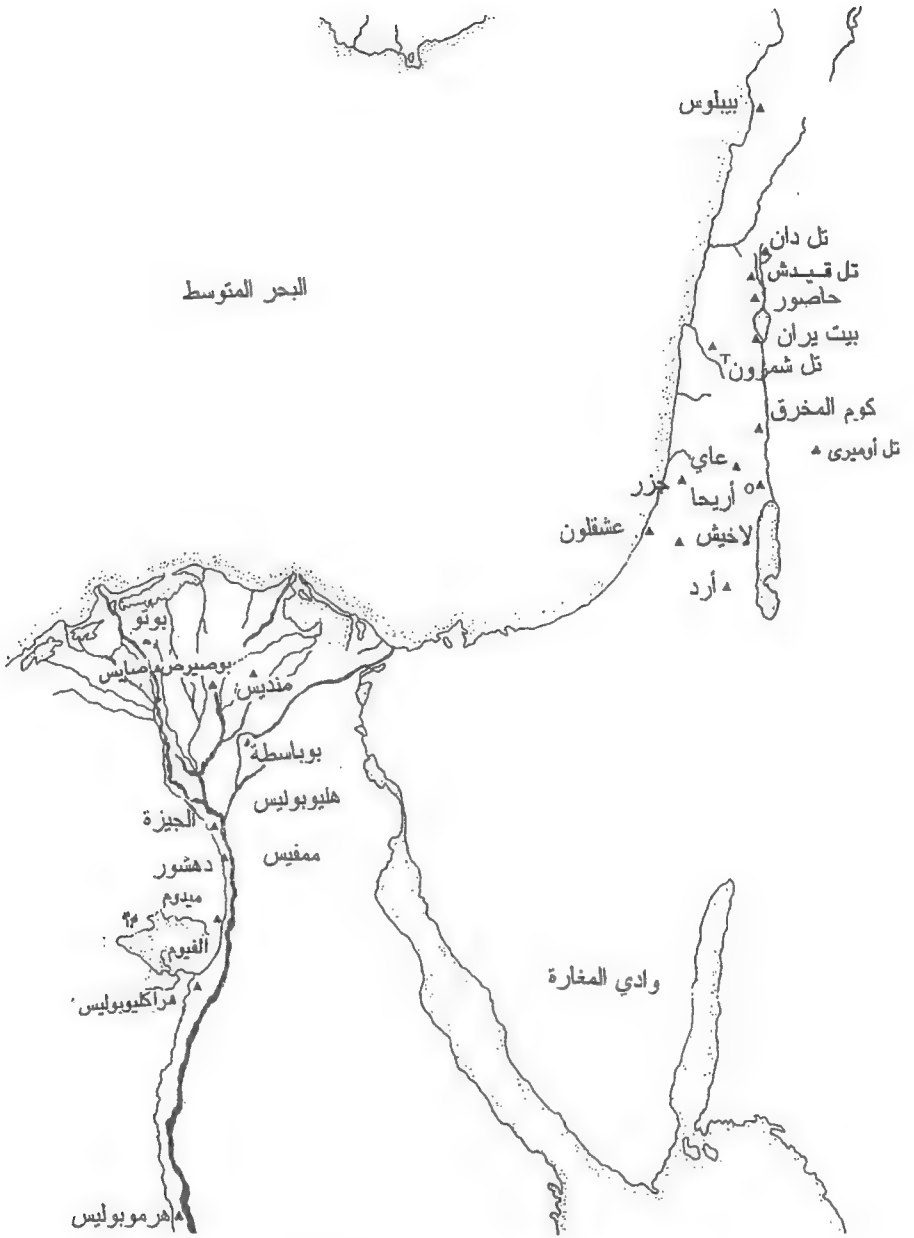 بيبلوس
تل دان
تل قيدش
حاصور
البحر المتوسط
بيت يران
تل شمرون
كوم المخرق
تل أوميرى
عاي
جزر
أريحا
عشقلون
لاخيش
أرد
بوتو
بوصيرص
صايس
منديس
بوباسطة
هليوبوليس
الجيزة
ممفيس
دهشور
ميدوم
الفيوم
وادي المغارة
هراكليوبوليس
هرموبوليس